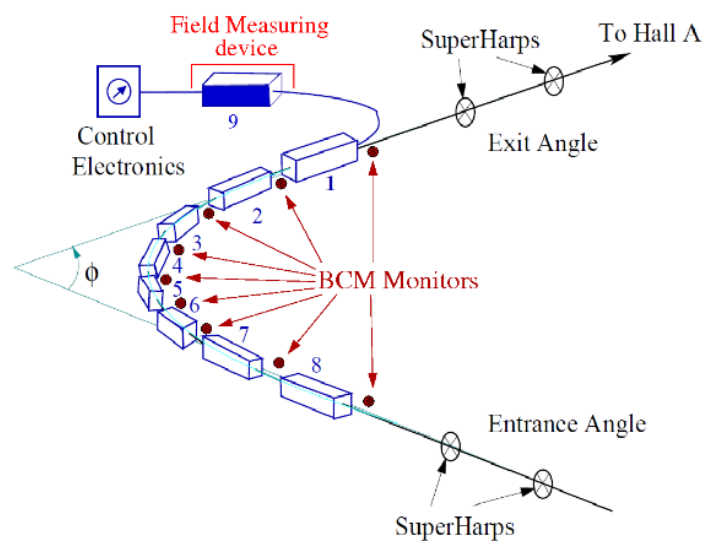 Field Measuring
device
SuperHarps
To Hall A
9
Control
Electronics
Exit Angle
1
2
3
4
5
6
7
8
ϕ
BCM Monitors
Entrance Angle
SuperHarps